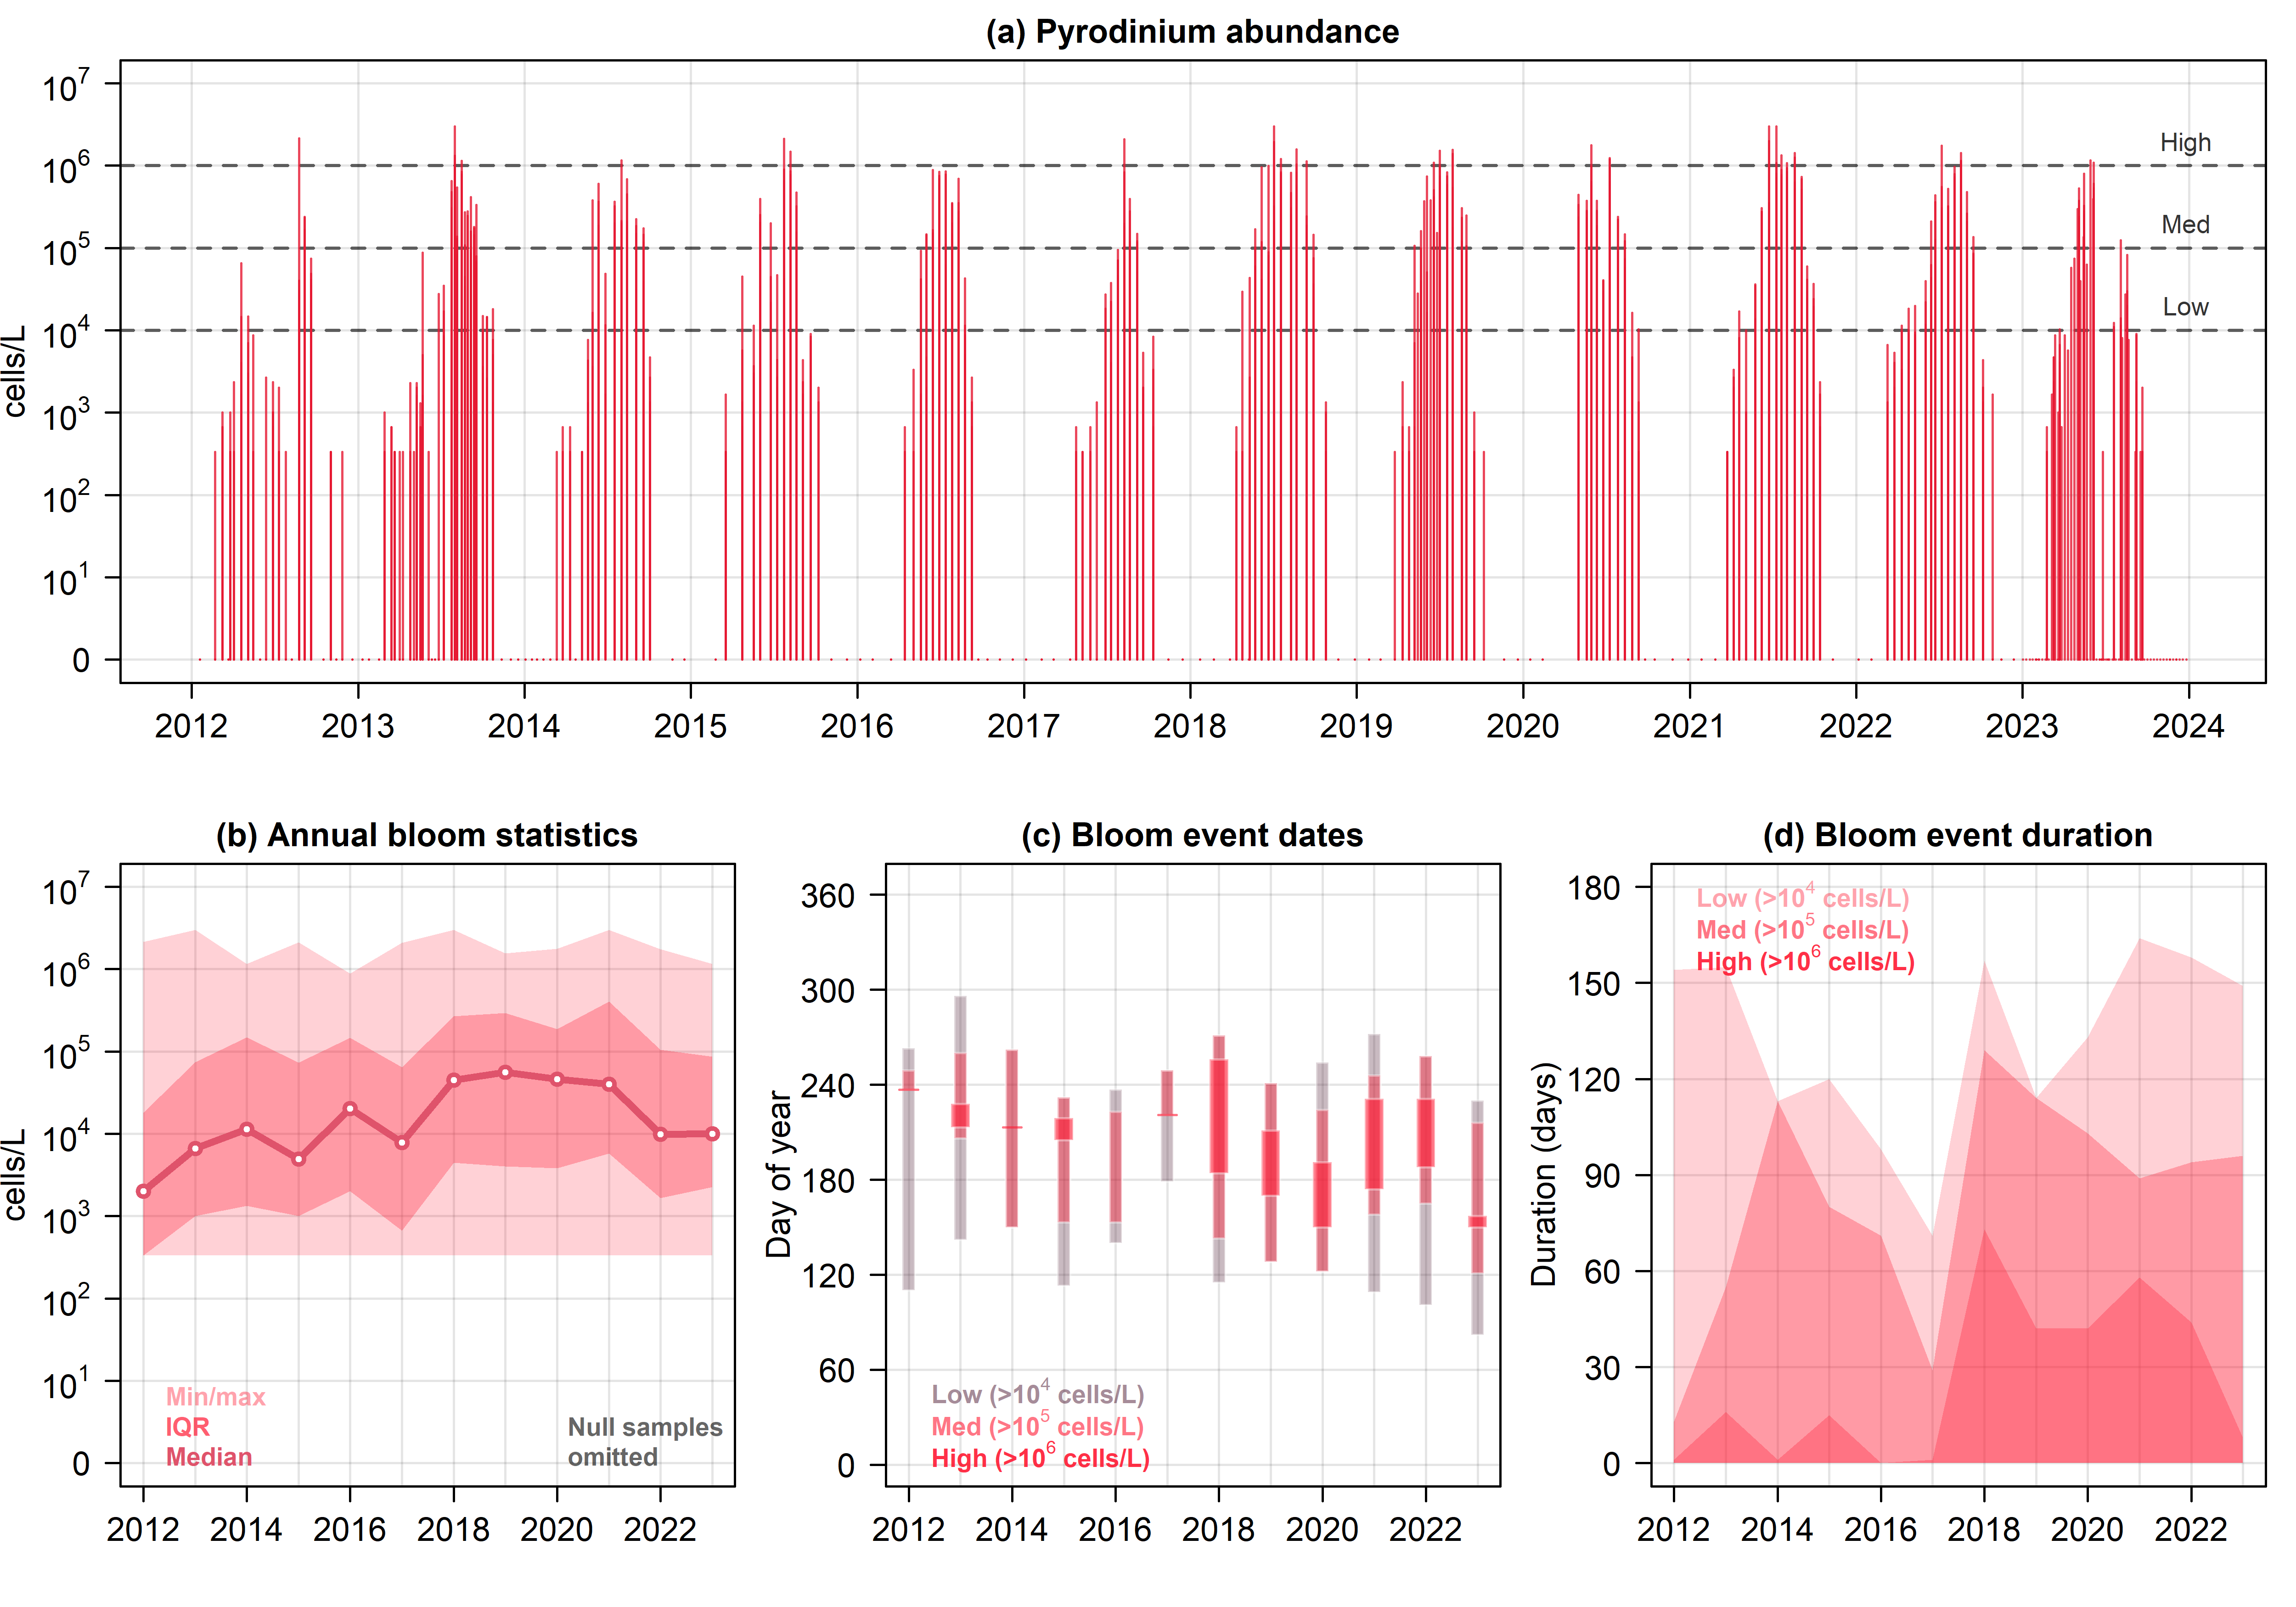 (a) Pyrodinium abundance
cells/L
10^7
10^6
10^5
10^4
10^3
10^2
10^1
0
High
Med
Low
2012 2013 2014 2015 2016 2017 2018 2019 2020 2021 2022 2023 2024
(b) Annual bloom statistics
cells/L
10^7
10^6
10^5
10^4
10^3
10^2
10^1
0
Min/max
IQR
Median
Null samples
omitted
2012 2014 2016 2018 2020 2022
(c) Bloom event dates
Day of year
360
300
240
180
120
60
0
Low (>10^4 cells/L)
Med (>10^5 cells/L)
High (>10^6 cells/L)
2012 2014 2016 2018 2020 2022
(d) Bloom event duration
Duration (days)
180
150
120
90
60
30
0
Low (>10^4 cells/L)
Med (>10^5 cells/L)
High (>10^6 cells/L)
2012 2014 2016 2018 2020 2022